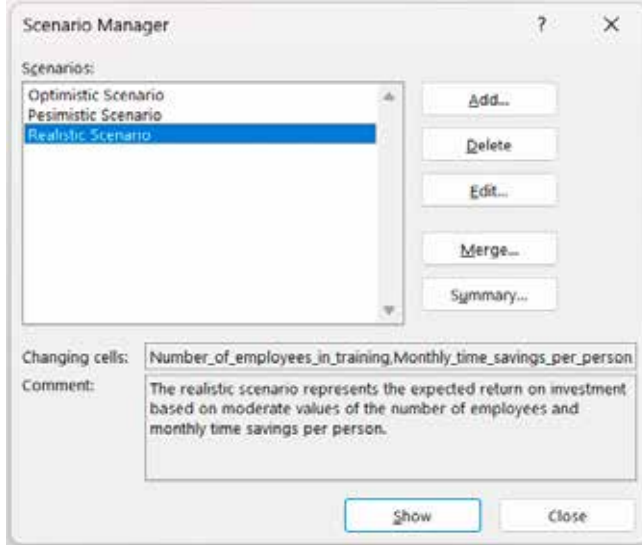 Scenario Manager ? ×
Scenarios:
Optimistic Scenario
Pesimistic Scenario
Realistic Scenario
Add...
Delete
Edit...
Merge...
Summary...
Changing cells: Number_of_employees_in_training,Monthly_time_savings_per_person
Comment: The realistic scenario represents the expected return on investment
based on moderate values of the number of employees and
monthly time savings per person.
Show Close